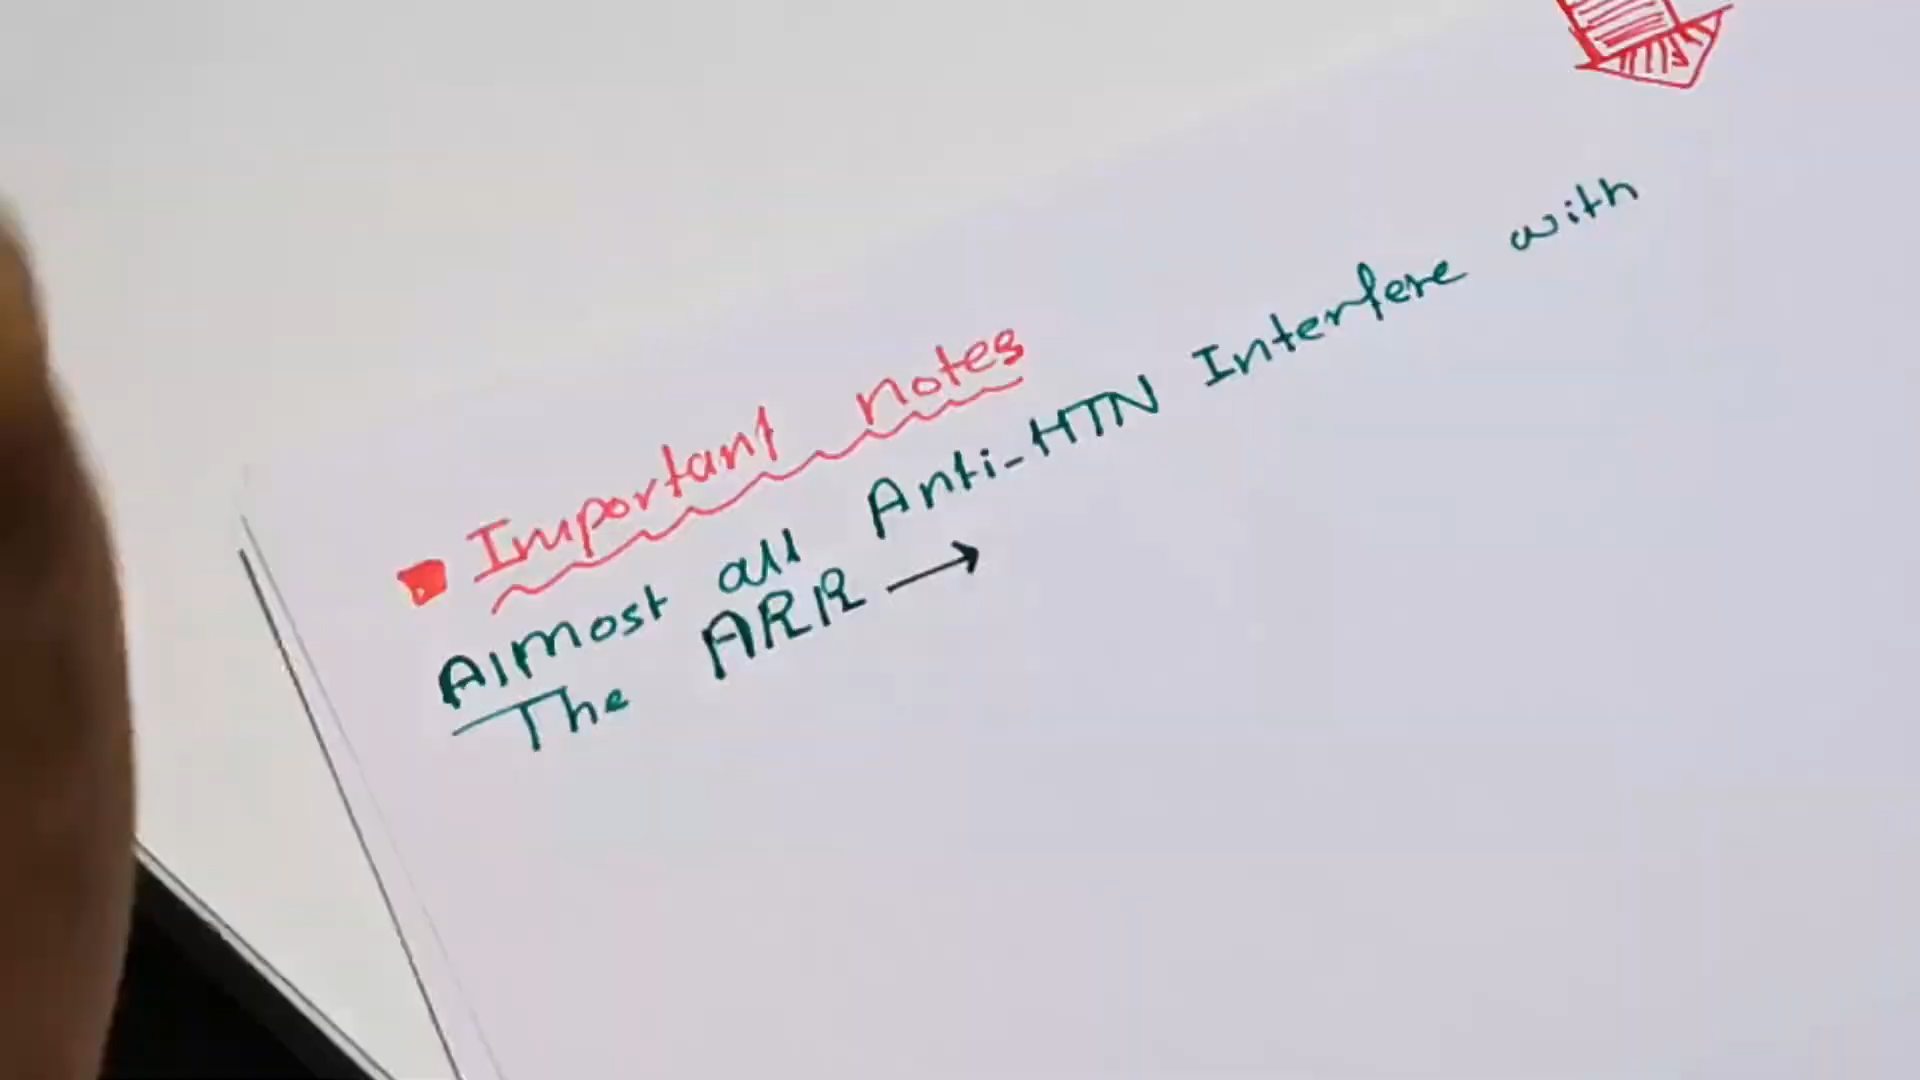 Important notes
Almost all Anti-HTN Interfere with
The ARR →